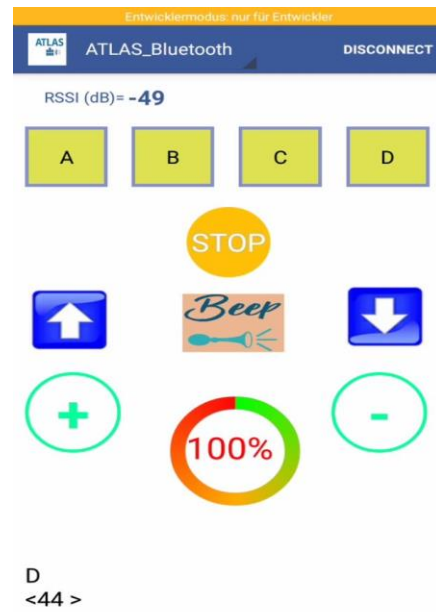 Entwicklermodus: nur für Entwickler
ATLAS
ATLAS_Bluetooth
DISCONNECT
RSSI (dB)= -49
A B C D
STOP
Beep
+ -
100%
D
<44 >